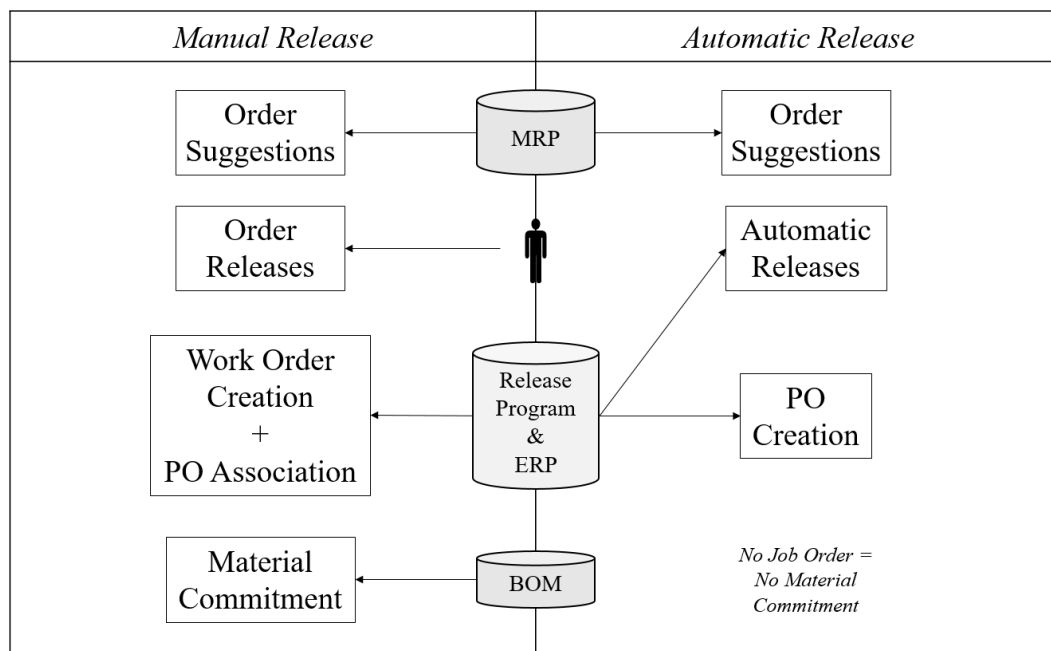 Manual Release
Automatic Release
Order
Suggestions
MRP
Order
Suggestions
Order
Releases
Automatic
Releases
Work Order
Creation
+
PO Association
Release
Program
&
ERP
PO
Creation
Material
Commitment
BOM
No Job Order =
No Material
Commitment